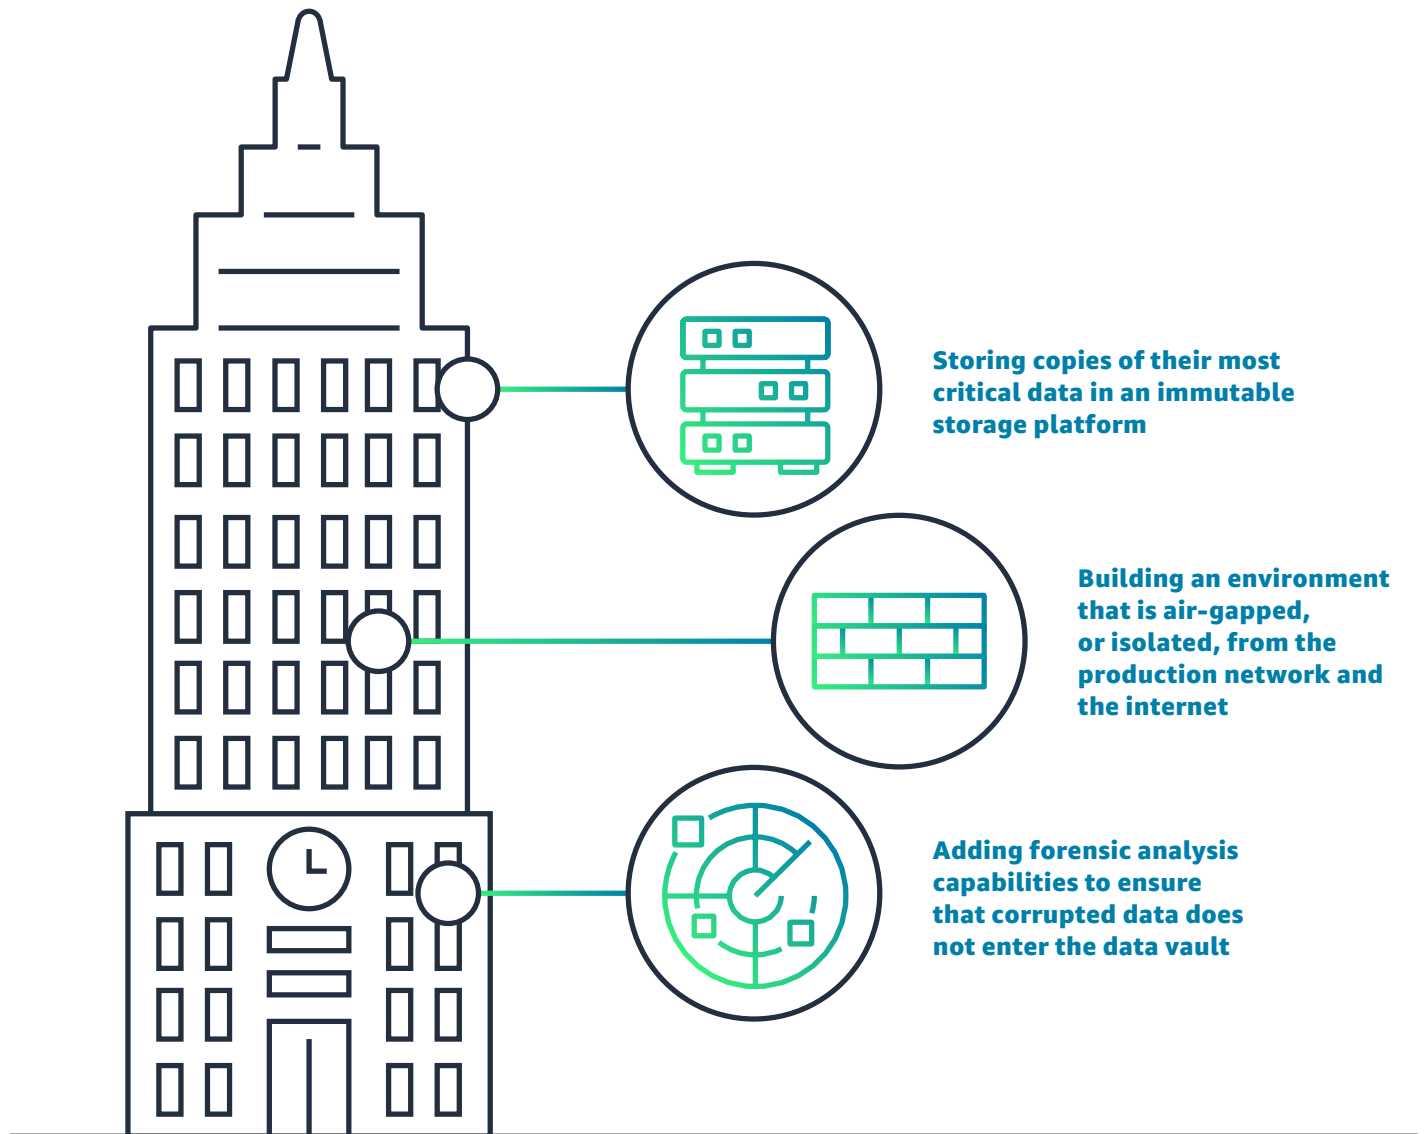 Storing copies of their most
critical data in an immutable
storage platform
Building an environment
that is air-gapped,
or isolated, from the
production network and
the internet
Adding forensic analysis
capabilities to ensure
that corrupted data does
not enter the data vault